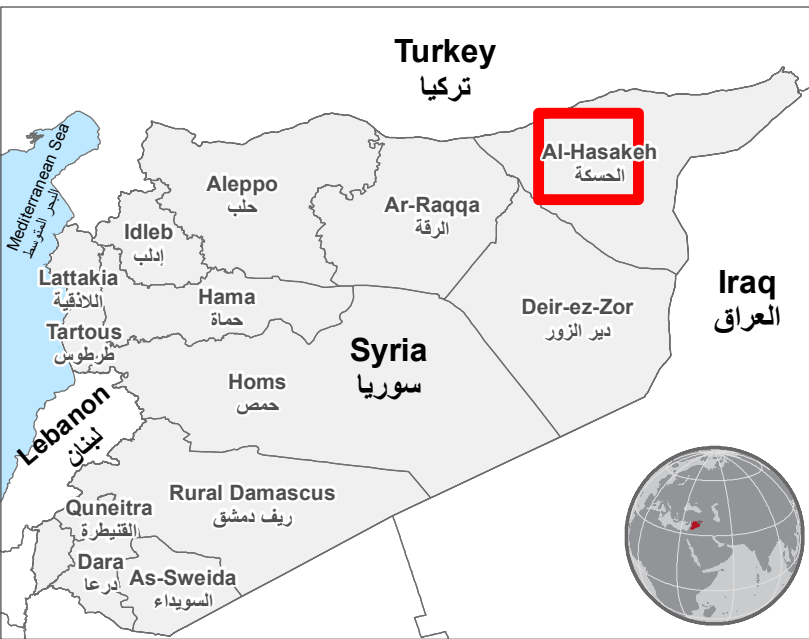 Turkey
تركيا
Mediterranean Sea
البحر المتوسط
Al-Hasakeh
الحسكة
Aleppo
حلب
Ar-Raqqa
الرقة
Idleb
إدلب
Lattakia
اللاذقية
Hama
حماة
Deir-ez-Zor
دير الزور
Iraq
العراق
Tartous
طرطوس
Syria
سوريا
Homs
حمص
Lebanon
لبنان
Rural Damascus
ريف دمشق
Quneitra
القنيطرة
Dara
درعا
As-Sweida
السويداء